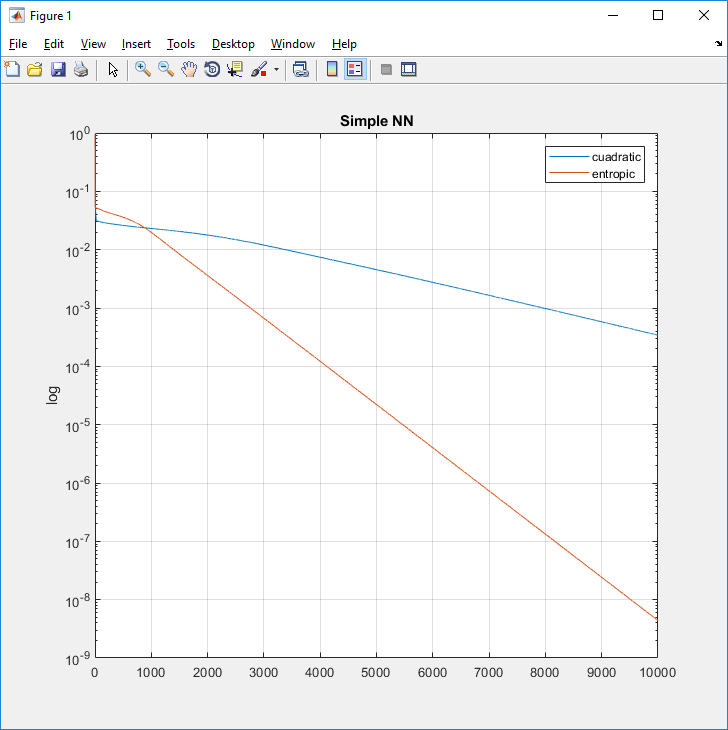 Figure 1
File Edit View Insert Tools Desktop Window Help
Simple NN
cuadratic
entropic
log
10^0
10^-1
10^-2
10^-3
10^-4
10^-5
10^-6
10^-7
10^-8
10^-9
0 1000 2000 3000 4000 5000 6000 7000 8000 9000 10000